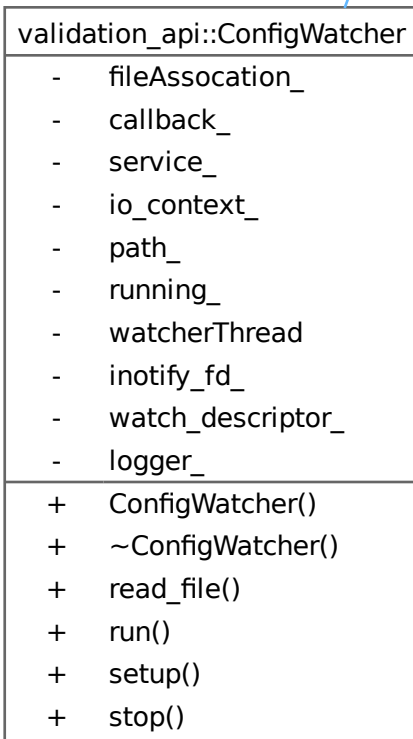 validation_api::ConfigWatcher
- fileAssocation_
- callback_
- service_
- io_context_
- path_
- running_
- watcherThread
- inotify_fd_
- watch_descriptor_
- logger_
+ ConfigWatcher()
+ ~ConfigWatcher()
+ read_file()
+ run()
+ setup()
+ stop()